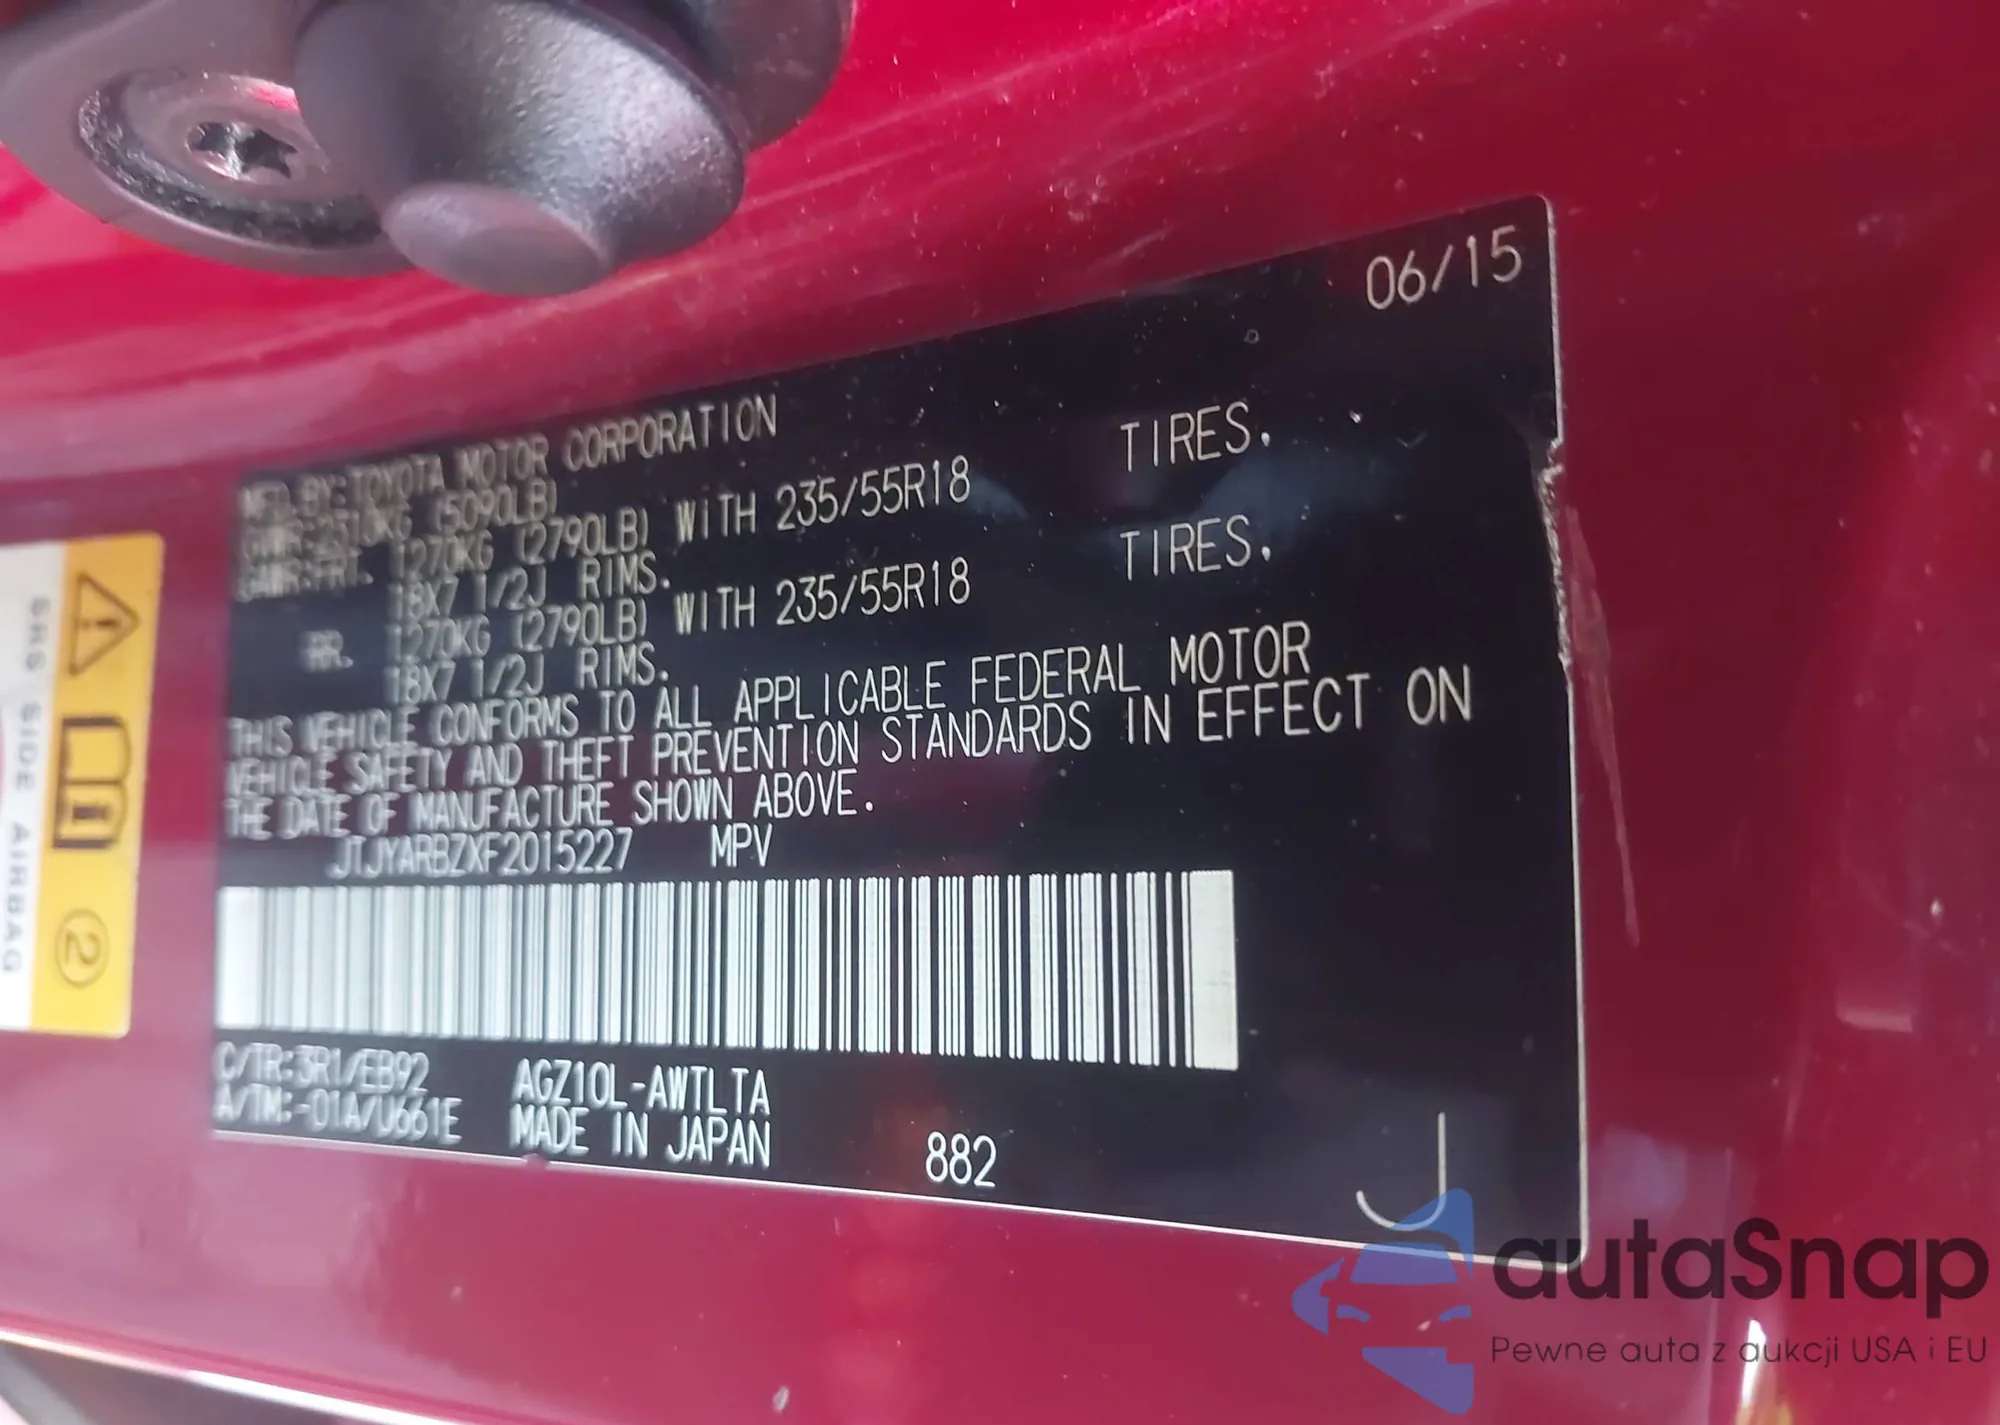 06/15
MFD.BY:TOYOTA MOTOR CORPORATION
GVWR:2310KG (5090LB)
GAWR:FRT. 1270KG (2790LB) WITH 235/55R18 TIRES.
18X7 1/2J RIMS.
RR. 1270KG (2790LB) WITH 235/55R18 TIRES.
18X7 1/2J RIMS.
THIS VEHICLE CONFORMS TO ALL APPLICABLE FEDERAL MOTOR
VEHICLE SAFETY AND THEFT PREVENTION STANDARDS IN EFFECT ON
THE DATE OF MANUFACTURE SHOWN ABOVE.
JTJYARBZXF2015227 MPV
C/TR:3R1/EB92 AGZ10L-AWTLTA
A/TM:-01A/U661E MADE IN JAPAN
882
J
SRS SIDE AIRBAG
2
autaSnap
Pewne auta z aukcji USA i EU